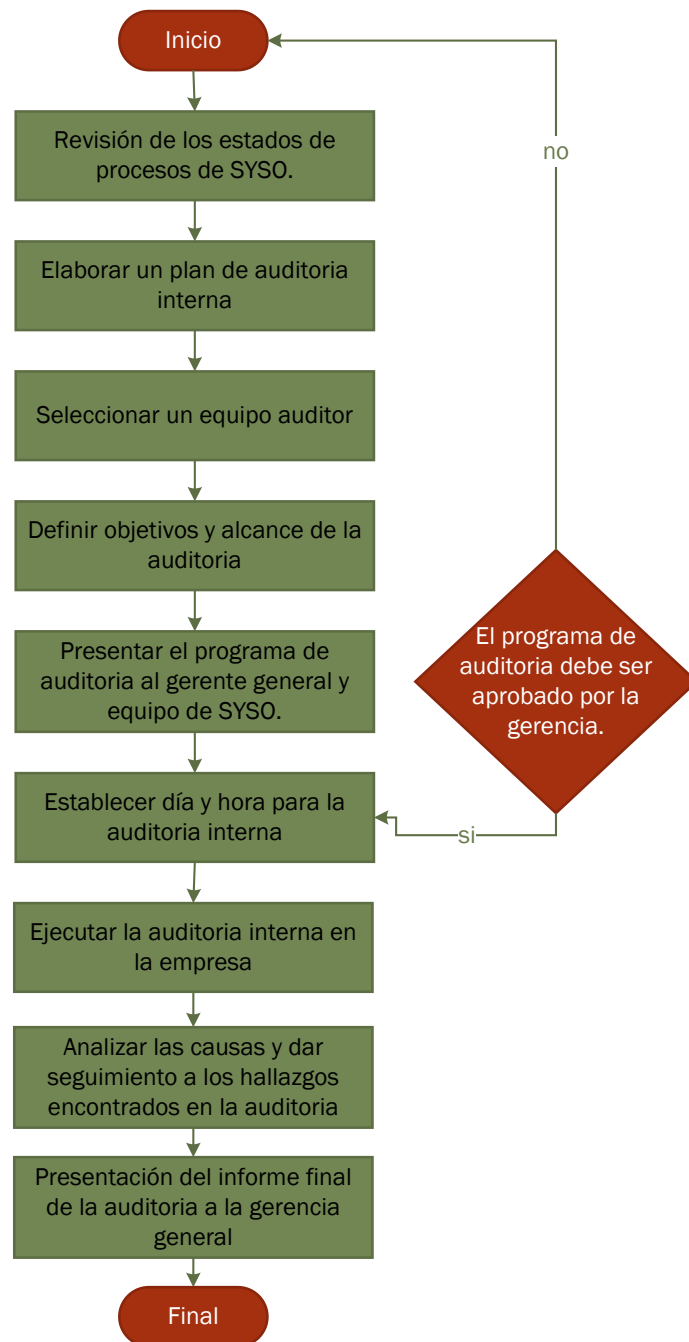 Inicio
Revisión de los estados de
procesos de SYSO.
Elaborar un plan de auditoria
interna
Seleccionar un equipo auditor
Definir objetivos y alcance de la
auditoria
Presentar el programa de
auditoria al gerente general y
equipo de SYSO.
no
El programa de
auditoria debe ser
aprobado por la
gerencia.
si
Establecer día y hora para la
auditoria interna
Ejecutar la auditoria interna en
la empresa
Analizar las causas y dar
seguimiento a los hallazgos
encontrados en la auditoria
Presentación del informe final
de la auditoria a la gerencia
general
Final